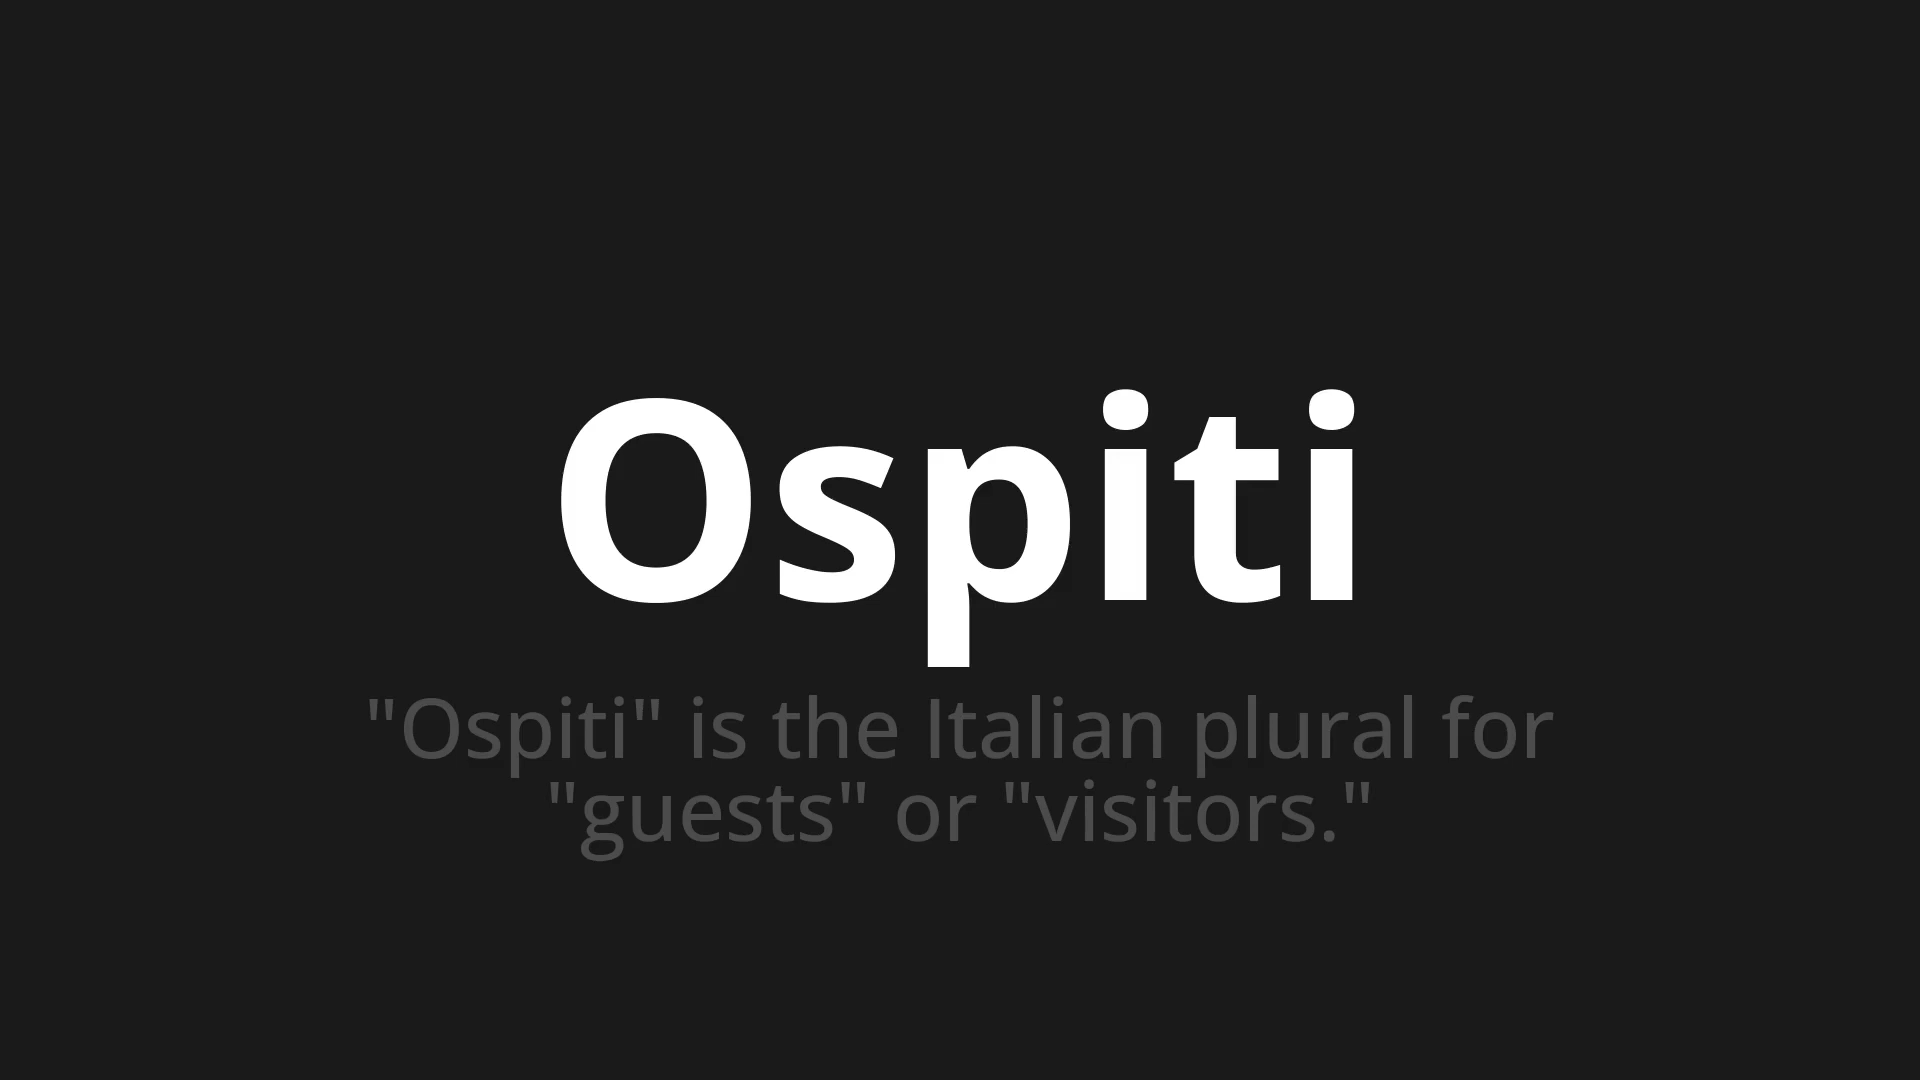 Ospiti
"Ospiti" is the Italian plural for
"guests" or "visitors."